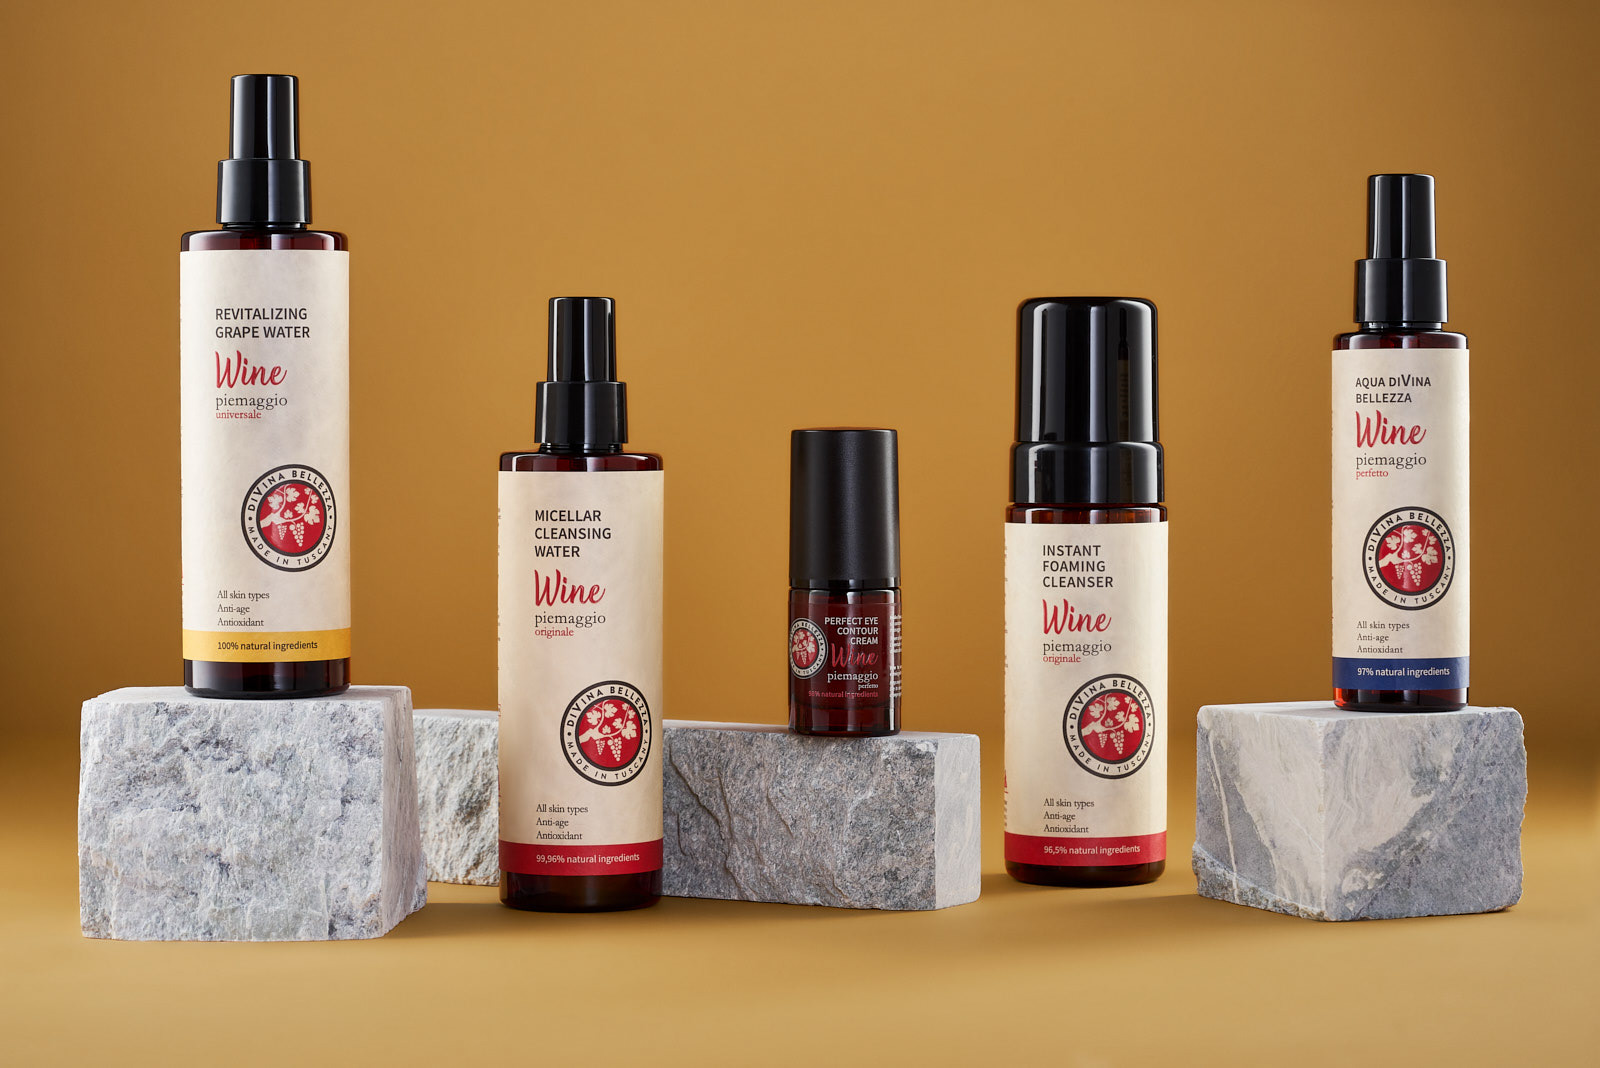 REVITALIZING
GRAPE WATER
Wine
piemaggio
universale
DIVINA BELLEZZA
• MADE IN TUSCANY •
All skin types
Anti-age
Antioxidant
100% natural ingredients
MICELLAR
CLEANSING
WATER
Wine
piemaggio
originale
DIVINA BELLEZZA
• MADE IN TUSCANY •
All skin types
Anti-age
Antioxidant
99,96% natural ingredients
PERFECT EYE
CONTOUR
CREAM
Wine
piemaggio
perfetto
natural ingredients
INSTANT
FOAMING
CLEANSER
Wine
piemaggio
originale
DIVINA BELLEZZA
• MADE IN TUSCANY •
All skin types
Anti-age
Antioxidant
96,5% natural ingredients
AQUA DIVINA
BELLEZZA
Wine
piemaggio
perfetto
DIVINA BELLEZZA
• MADE IN TUSCANY •
All skin types
Anti-age
Antioxidant
97% natural ingredients